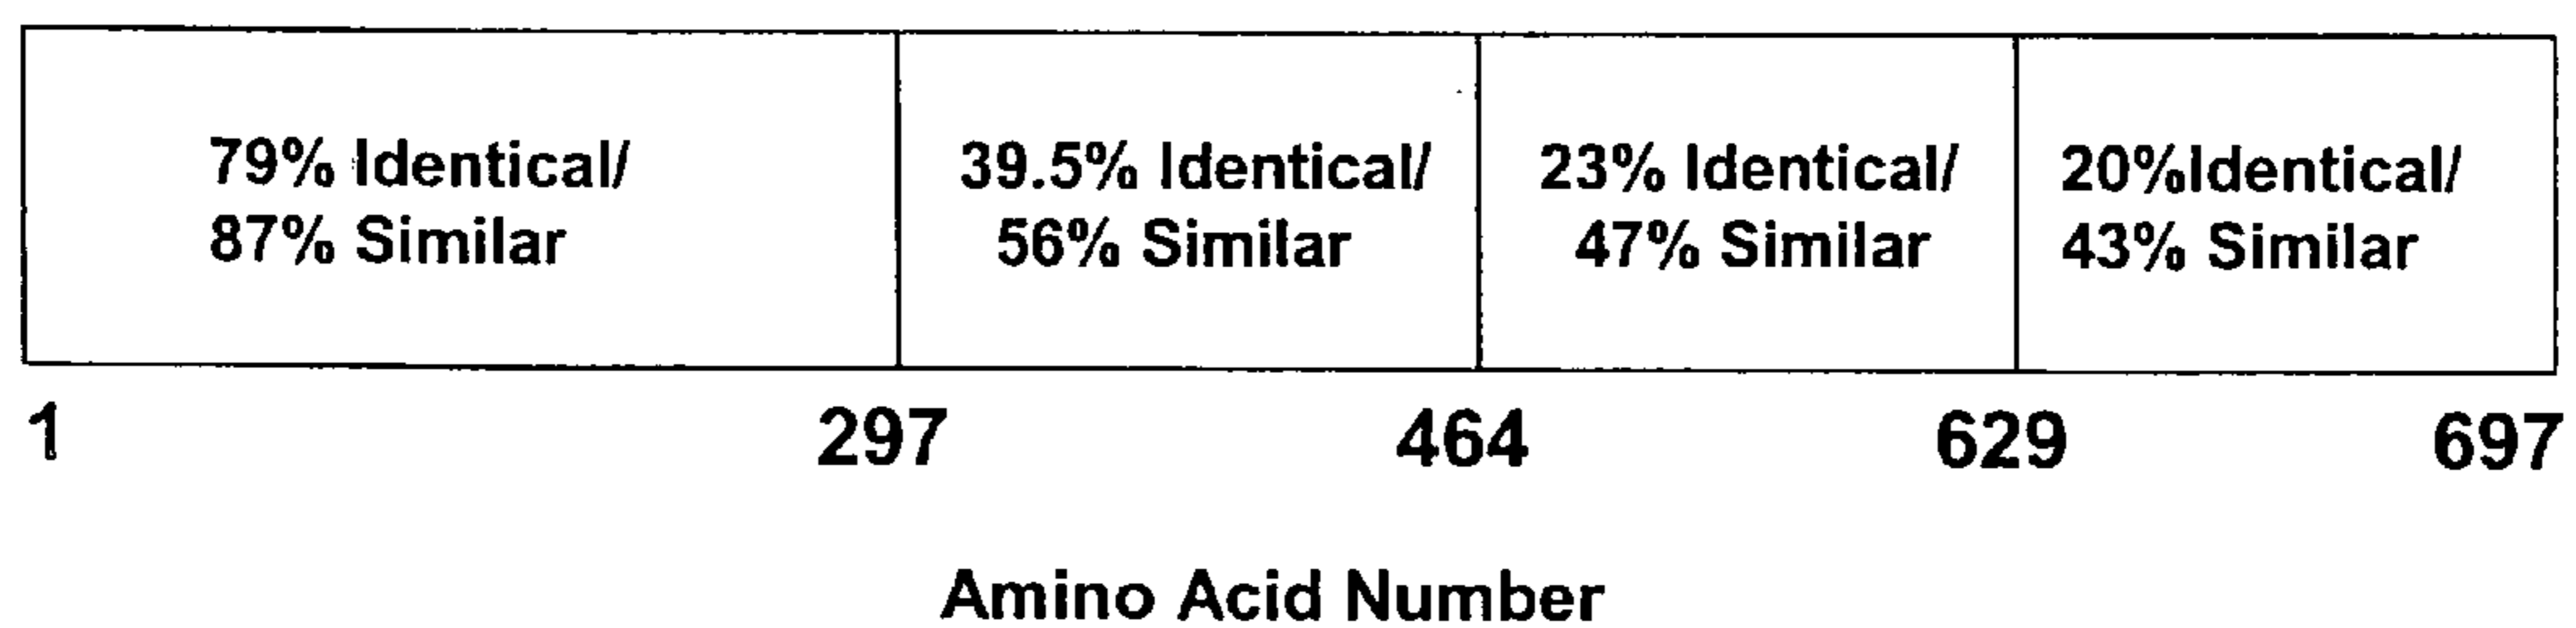 79% Identical/
87% Similar
39.5% Identical/
56% Similar
23% Identical/
47% Similar
20%Identical/
43% Similar
1 297 464 629 697
Amino Acid Number